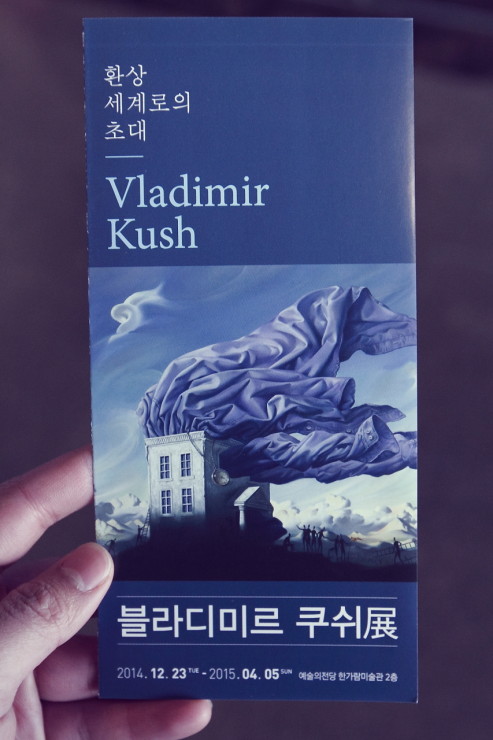 환상
세계로의
초대
Vladimir
Kush
블라디미르 쿠쉬展
2014. 12. 23 TUE - 2015. 04. 05 SUN 예술의전당 한가람미술관 2층